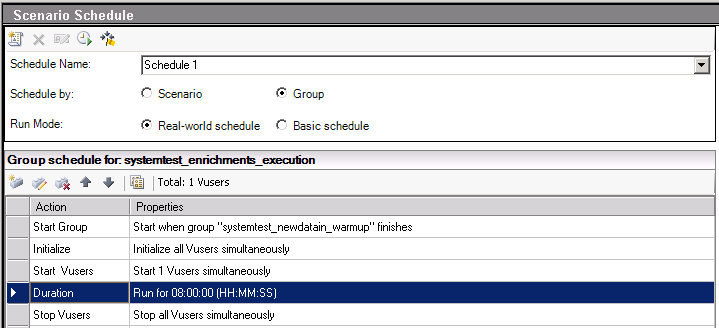 Scenario Schedule
Schedule Name: Schedule 1
Schedule by: Scenario Group
Run Mode: Real-world schedule Basic schedule
Group schedule for: systemtest_enrichments_execution
Total: 1 Vusers
Action Properties
Start Group Start when group "systemtest_newdatain_warmup" finishes
Initialize Initialize all Vusers simultaneously
Start Vusers Start 1 Vusers simultaneously
Duration Run for 08:00:00 (HH:MM:SS)
Stop Vusers Stop all Vusers simultaneously